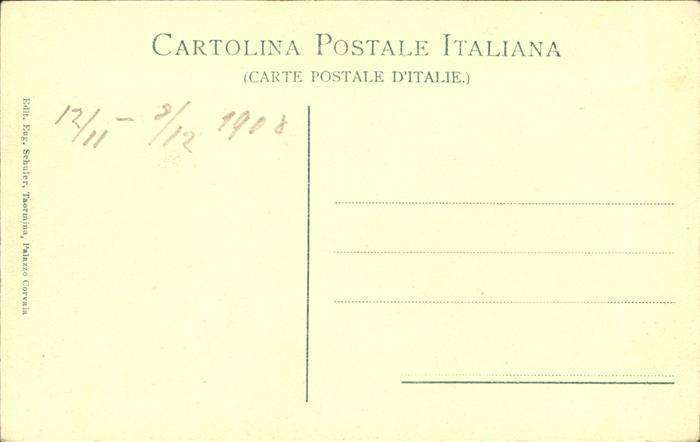 CARTOLINA POSTALE ITALIANA
(CARTE POSTALE D'ITALIE.)
12/11 - 8/12 1908
Edit. Eug. Schuler, Taormina, Palazzo Corvaia